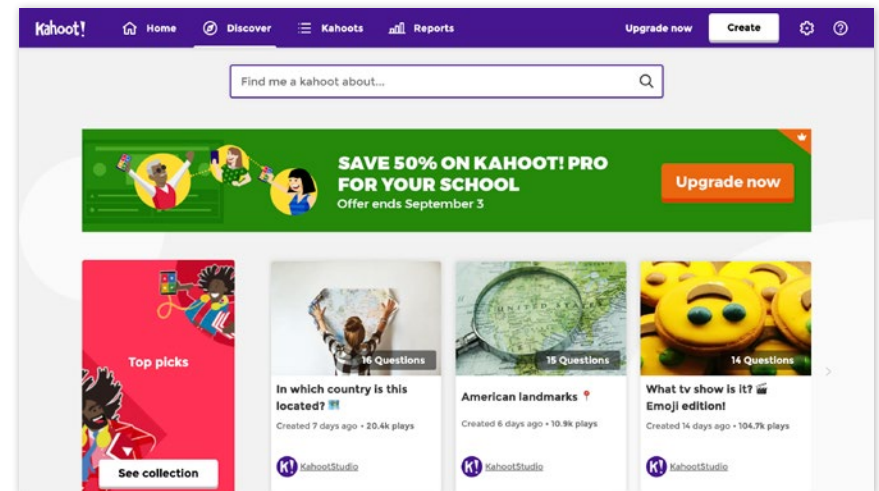 Kahoot!
Home
Discover
Kahoots
Reports
Upgrade now
Create
Find me a kahoot about...
SAVE 50% ON KAHOOT! PRO
FOR YOUR SCHOOL
Offer ends September 3
Upgrade now
Top picks
See collection
16 Questions
In which country is this
located? 🗺️
Created 7 days ago • 20.4k plays
K!
KahootStudio
UNITED STATES
15 Questions
American landmarks 📍
Created 6 days ago • 10.9k plays
K!
KahootStudio
14 Questions
What tv show is it? 🎬
Emoji edition!
Created 14 days ago • 104.7k plays
K!
KahootStudio